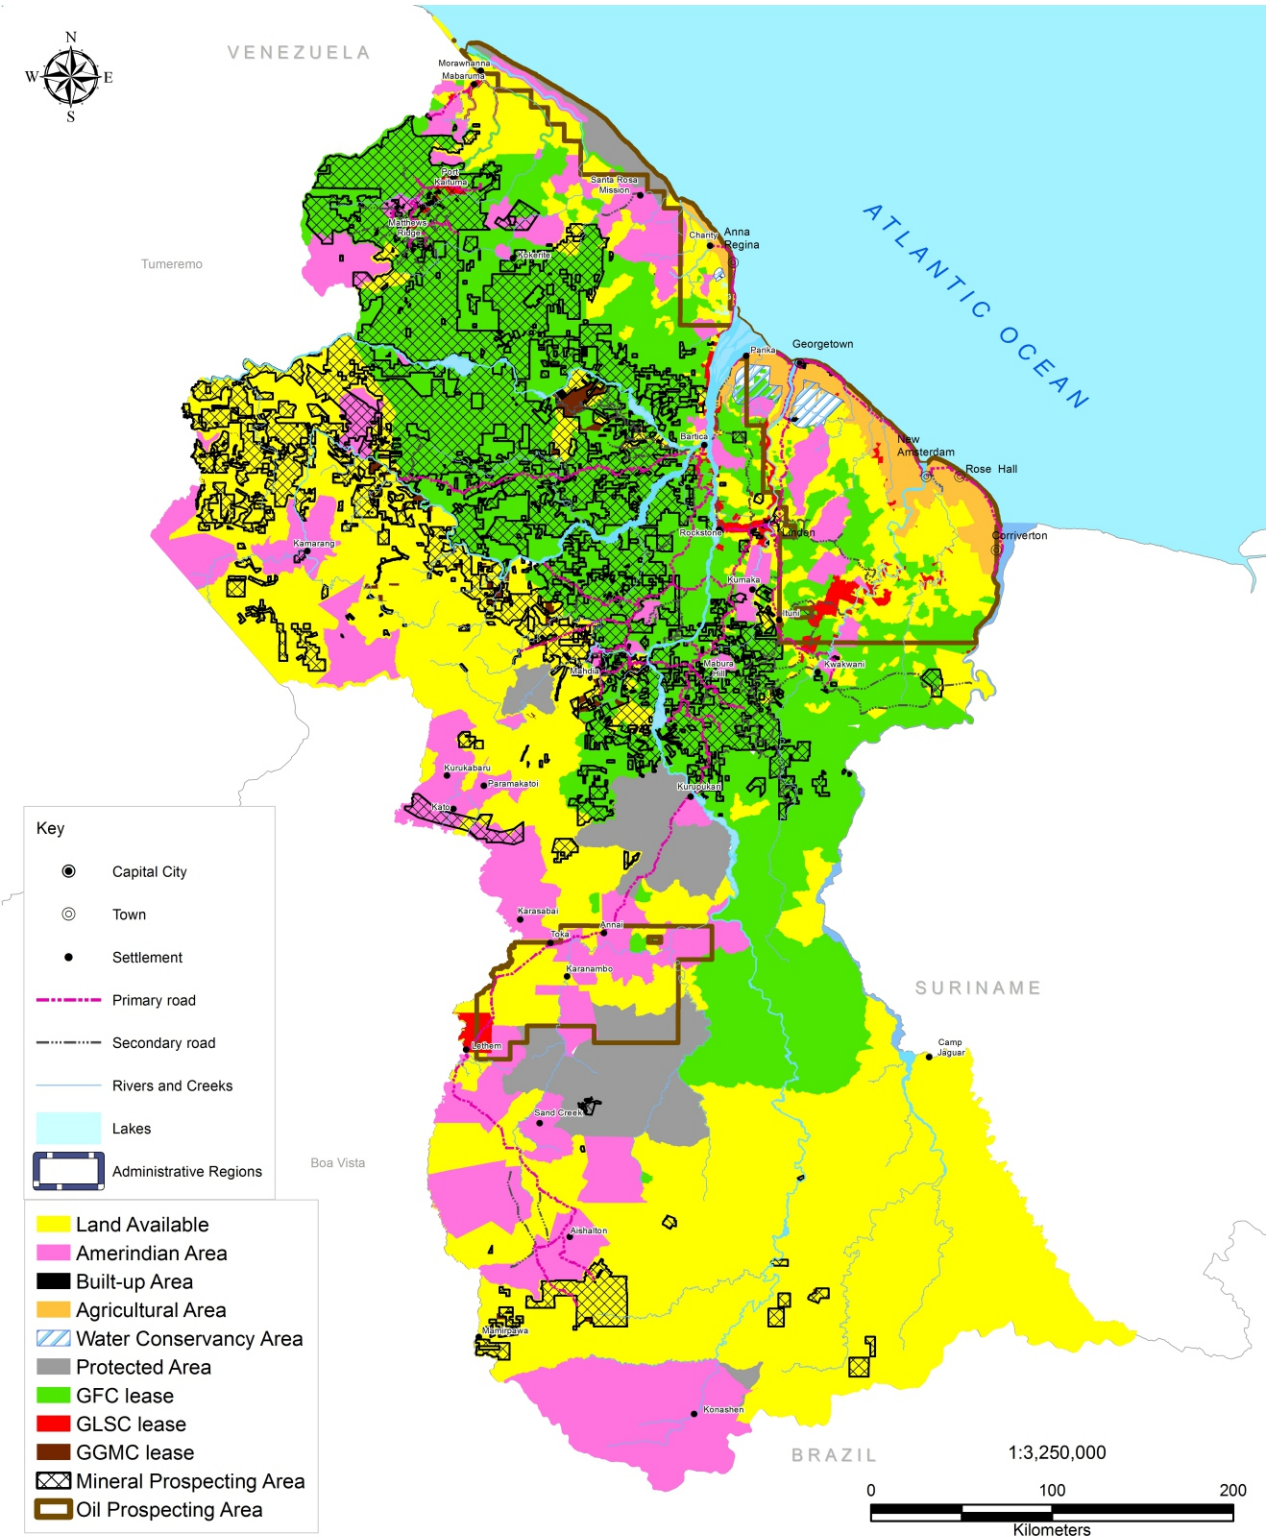 N
W
E
S
VENEZUELA
Morawhanna
Mabaruma
Port
Kaituma
Santa Rosa
Mission
Matthews
Ridge
Charity
Anna
Regina
Kokerite
Tumeremo
ATLANTIC OCEAN
Parika
Georgetown
Bartica
New
Amsterdam
Rose Hall
Rockstone
Linden
Corriverton
Kamarang
Kumaka
Ituni
Mahdia
Mabura
Hill
Kwakwani
Kurukabaru
Paramakatoi
Kato
Kurupukari
Karasabai
Toka
Annai
Karanambo
SURINAME
Lethem
Camp
Jaguar
Sand Creek
Boa Vista
Aishalton
Mamirpawa
Konashen
BRAZIL
Key
Capital City
Town
Settlement
Primary road
Secondary road
Rivers and Creeks
Lakes
Administrative Regions
Land Available
Amerindian Area
Built-up Area
Agricultural Area
Water Conservancy Area
Protected Area
GFC lease
GLSC lease
GGMC lease
Mineral Prospecting Area
Oil Prospecting Area
1:3,250,000
0 100 200
Kilometers